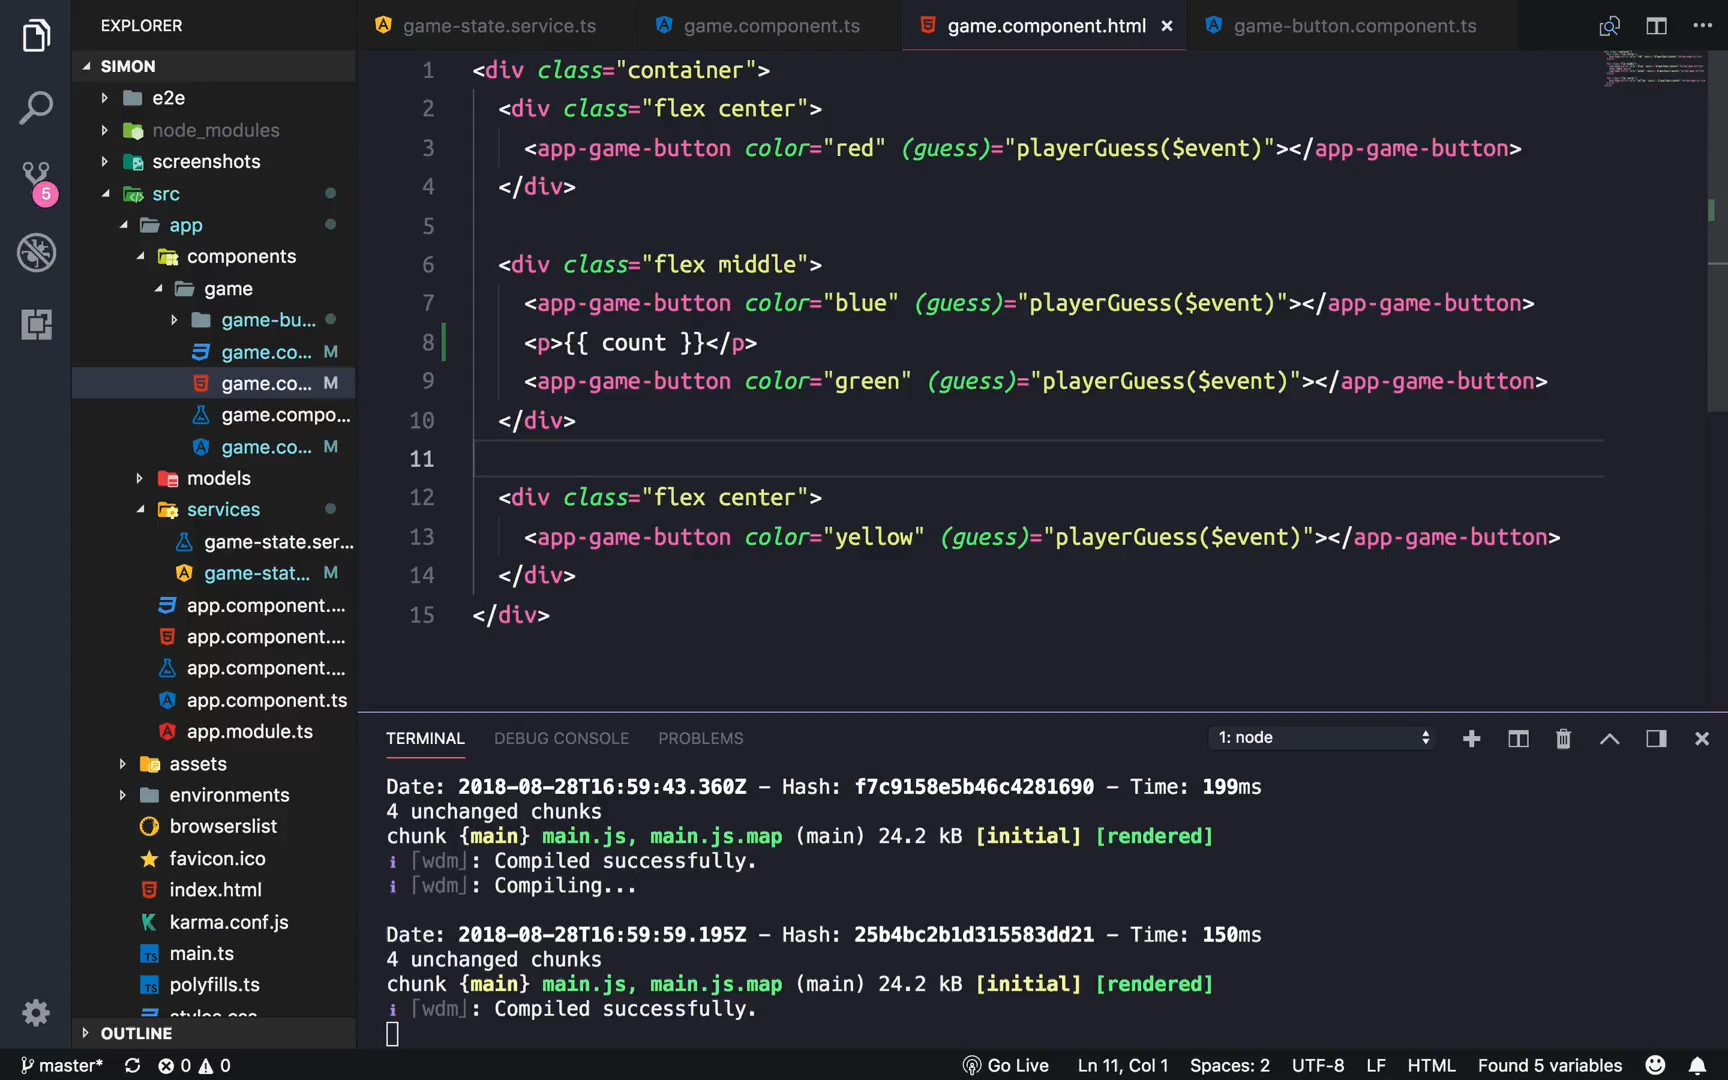 EXPLORER
game-state.service.ts
game.component.ts
game.component.html ×
game-button.component.ts
SIMON
e2e
node_modules
screenshots
src
app
components
game
game-bu...
game.co... M
game.co... M
game.compo...
game.co... M
models
services
game-state.ser...
game-stat... M
app.component....
app.component....
app.component....
app.component.ts
app.module.ts
assets
environments
browserslist
favicon.ico
index.html
karma.conf.js
main.ts
polyfills.ts
styles.css
OUTLINE
5
1 <div class="container">
2 <div class="flex center">
3 <app-game-button color="red" (guess)="playerGuess($event)"></app-game-button>
4 </div>
5
6 <div class="flex middle">
7 <app-game-button color="blue" (guess)="playerGuess($event)"></app-game-button>
8 <p>{{ count }}</p>
9 <app-game-button color="green" (guess)="playerGuess($event)"></app-game-button>
10 </div>
11
12 <div class="flex center">
13 <app-game-button color="yellow" (guess)="playerGuess($event)"></app-game-button>
14 </div>
15 </div>
TERMINAL DEBUG CONSOLE PROBLEMS 1: node
Date: 2018-08-28T16:59:43.360Z – Hash: f7c9158e5b46c4281690 – Time: 199ms
4 unchanged chunks
chunk {main} main.js, main.js.map (main) 24.2 kB [initial] [rendered]
ℹ ｢wdm｣: Compiled successfully.
ℹ ｢wdm｣: Compiling...
Date: 2018-08-28T16:59:59.195Z – Hash: 25b4bc2b1d315583dd21 – Time: 150ms
4 unchanged chunks
chunk {main} main.js, main.js.map (main) 24.2 kB [initial] [rendered]
ℹ ｢wdm｣: Compiled successfully.
master* 0 0 Go Live Ln 11, Col 1 Spaces: 2 UTF-8 LF HTML Found 5 variables